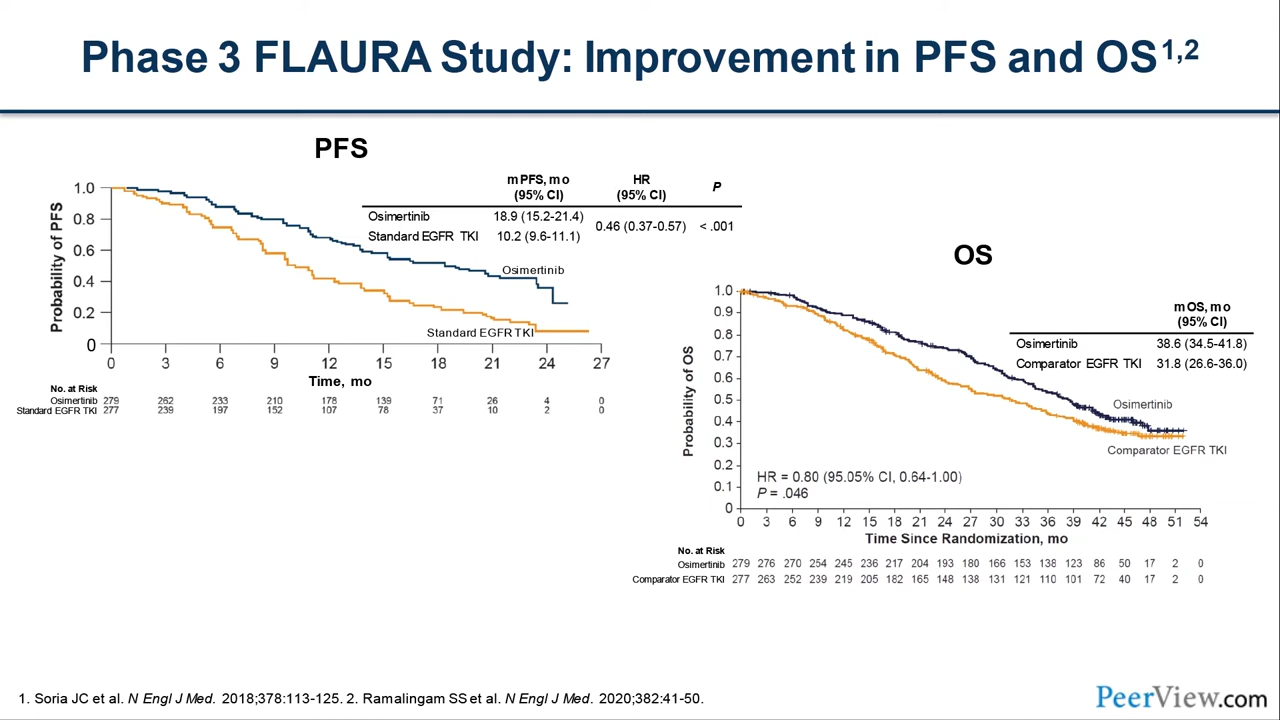 Phase 3 FLAURA Study: Improvement in PFS and OS1,2
PFS
mPFS, mo (95% CI) HR (95% CI) P
Osimertinib 18.9 (15.2-21.4) 0.46 (0.37-0.57) < .001
Standard EGFR TKI 10.2 (9.6-11.1)
Probability of PFS
1.0
0.8
0.6
0.4
0.2
0
Osimertinib
Standard EGFR TKI
0 3 6 9 12 15 18 21 24 27
Time, mo
No. at Risk
Osimertinib 279 262 233 210 178 139 71 26 4 0
Standard EGFR TKI 277 239 197 152 107 78 37 10 2 0
OS
mOS, mo (95% CI)
Osimertinib 38.6 (34.5-41.8)
Comparator EGFR TKI 31.8 (26.6-36.0)
Probability of OS
1.0
0.9
0.8
0.7
0.6
0.5
0.4
0.3
0.2
0.1
0
Osimertinib
Comparator EGFR TKI
HR = 0.80 (95.05% CI, 0.64-1.00)
P = .046
0 3 6 9 12 15 18 21 24 27 30 33 36 39 42 45 48 51 54
Time Since Randomization, mo
No. at Risk
Osimertinib 279 276 270 254 245 236 217 204 193 180 166 153 138 123 86 50 17 2 0
Comparator EGFR TKI 277 263 252 239 219 205 182 165 148 138 131 121 110 101 72 40 17 2 0
1. Soria JC et al. N Engl J Med. 2018;378:113-125. 2. Ramalingam SS et al. N Engl J Med. 2020;382:41-50.
PeerView.com